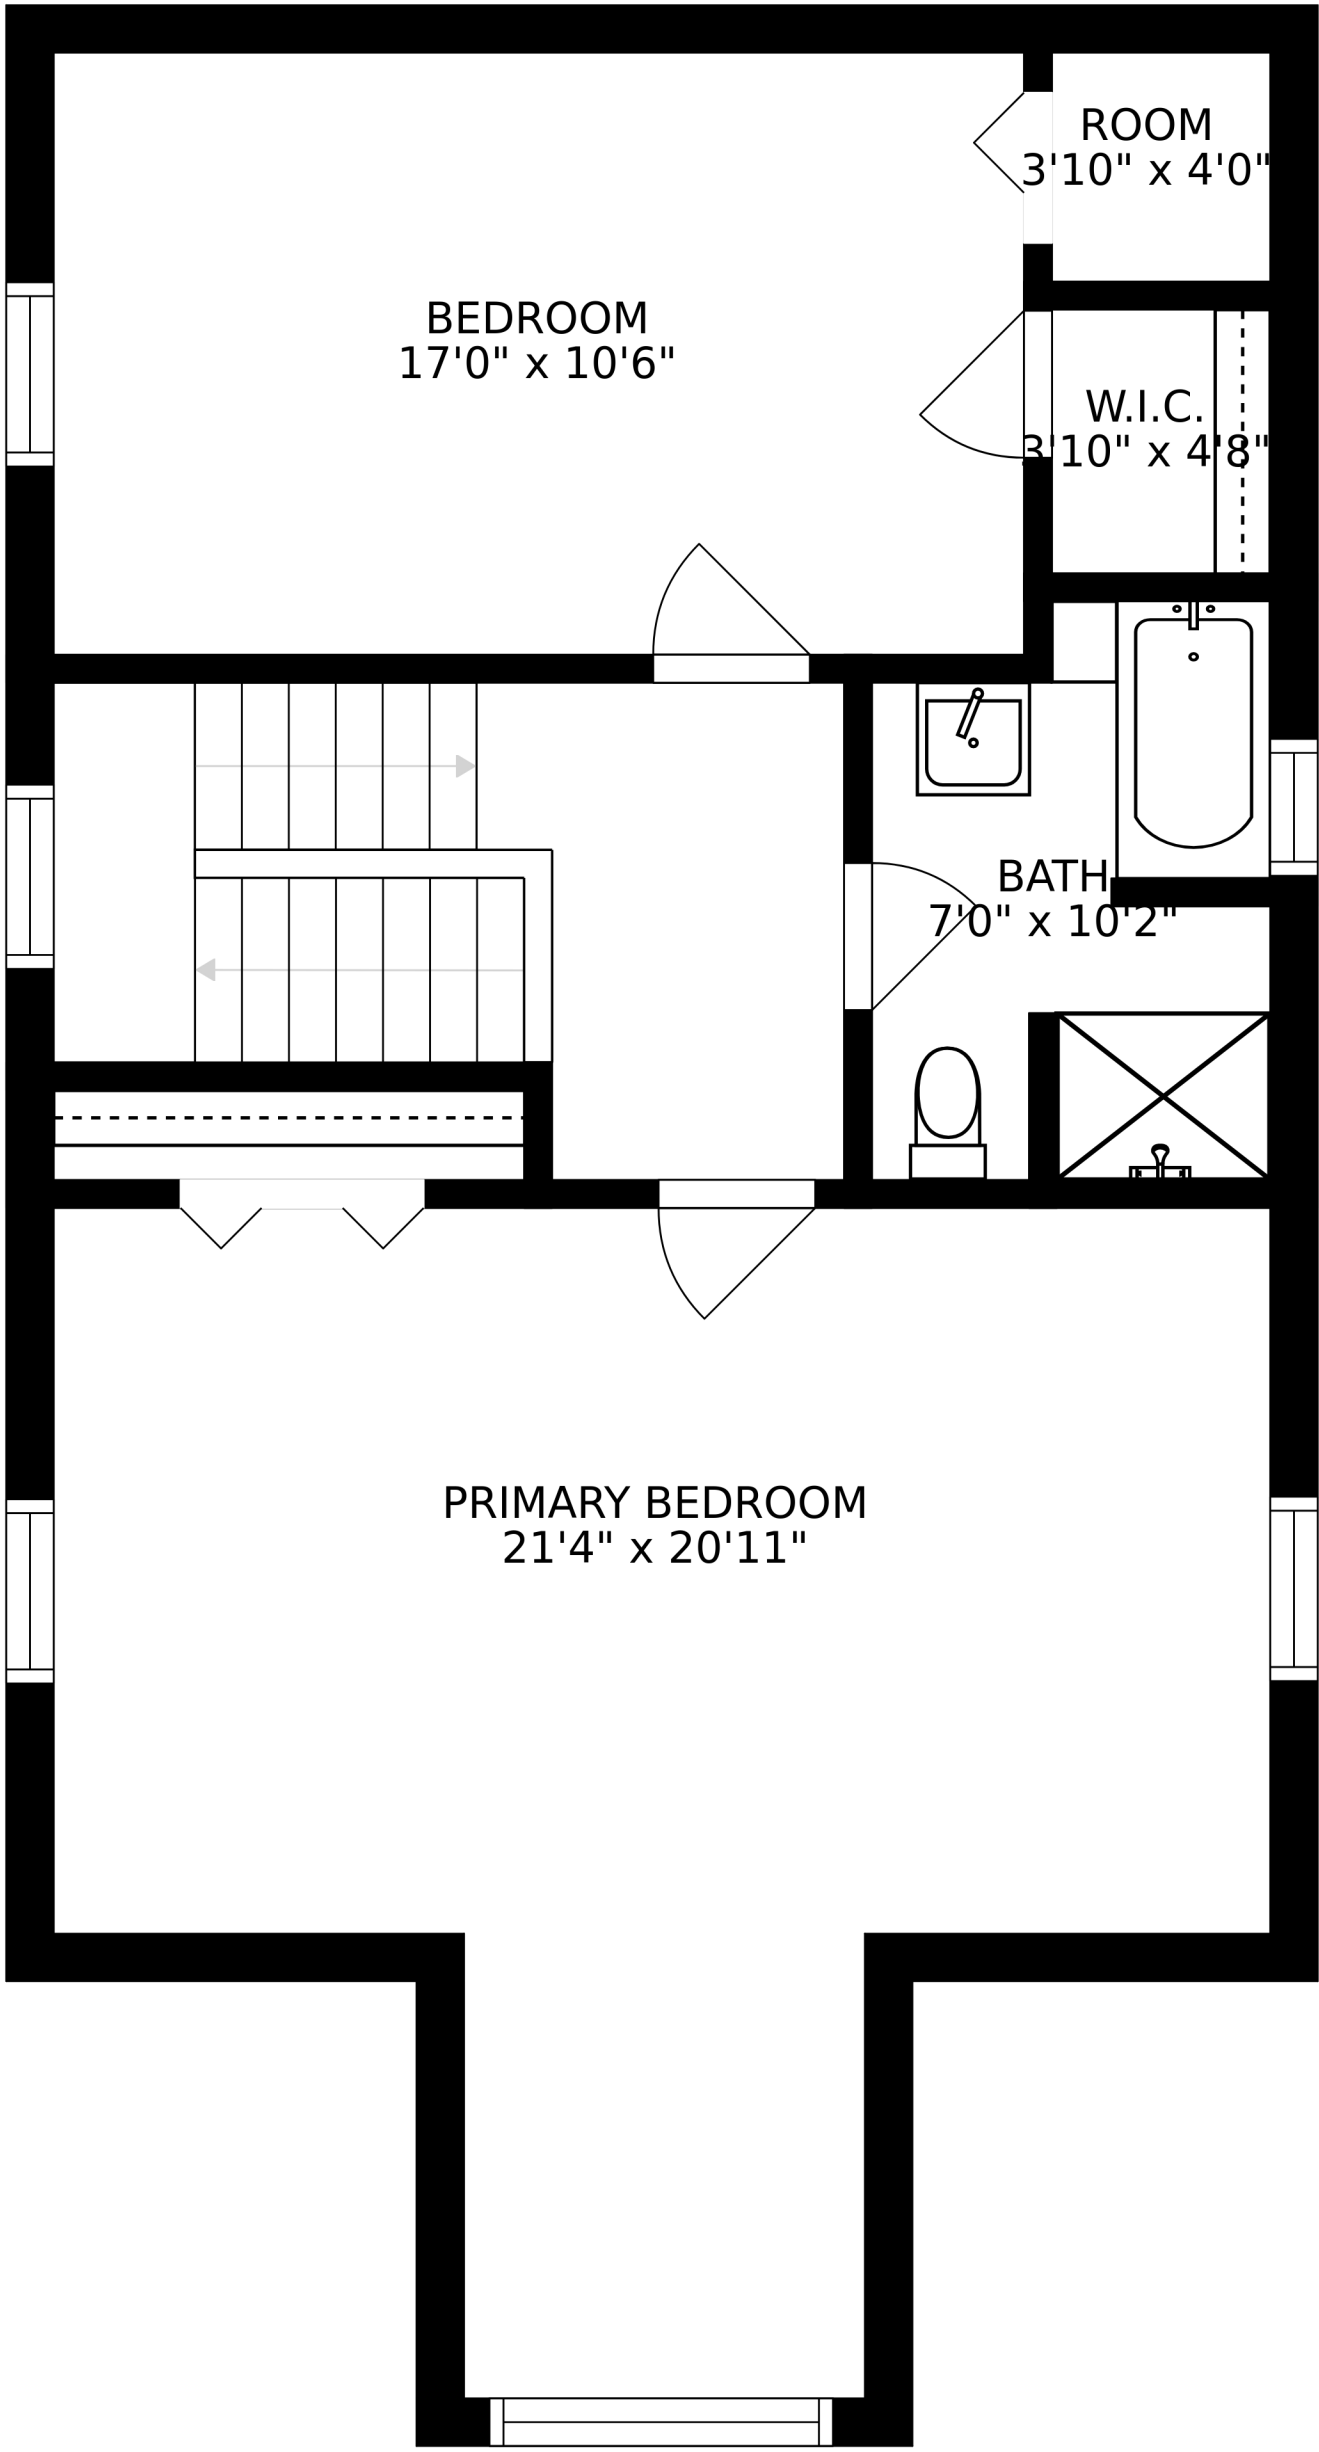 ROOM
3'10" x 4'0"
BEDROOM
17'0" x 10'6"
W.I.C.
3'10" x 4'8"
BATH
7'0" x 10'2"
PRIMARY BEDROOM
21'4" x 20'11"